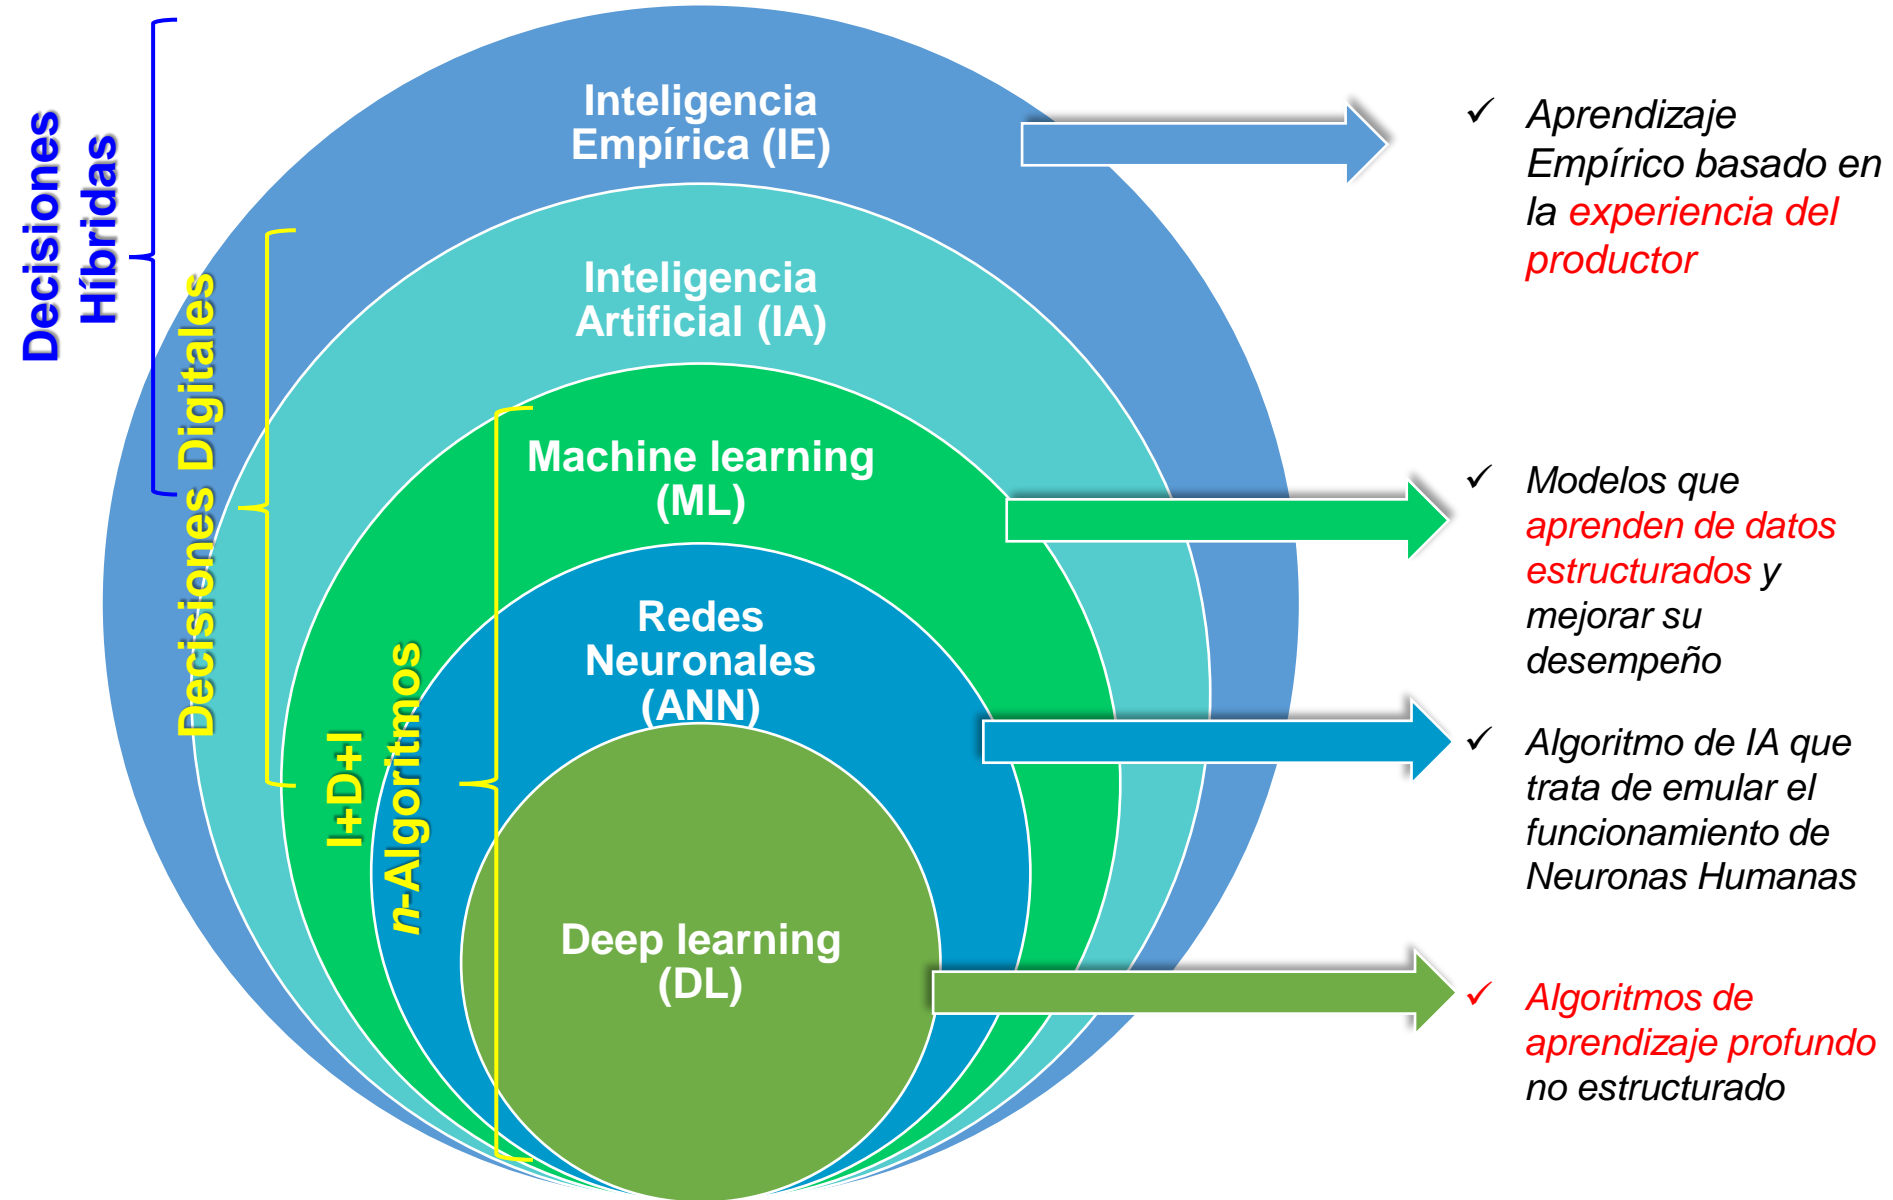 Decisiones
Híbridas
Decisiones Digitales
I+D+I
n-Algoritmos
Inteligencia
Empírica (IE)
Inteligencia
Artificial (IA)
Machine learning
(ML)
Redes
Neuronales
(ANN)
Deep learning
(DL)
✓ Aprendizaje
Empírico basado en
la experiencia del
productor
✓ Modelos que
aprenden de datos
estructurados y
mejorar su
desempeño
✓ Algoritmo de IA que
trata de emular el
funcionamiento de
Neuronas Humanas
✓ Algoritmos de
aprendizaje profundo
no estructurado